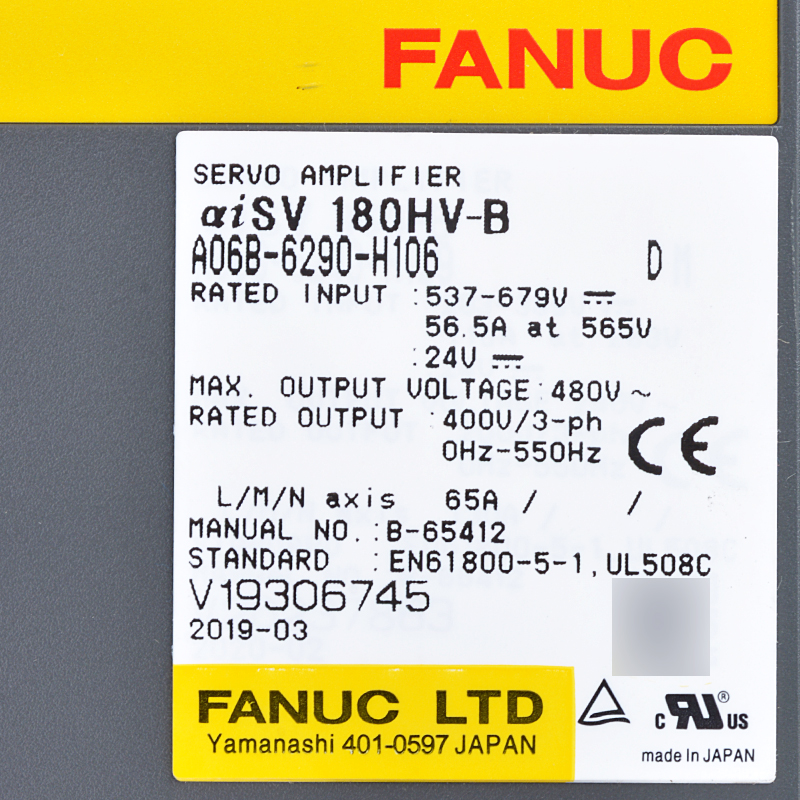 FANUC
SERVO AMPLIFIER
αiSV 180HV-B
A06B-6290-H106 D
RATED INPUT :537-679V ⎓
56.5A at 565V
:24V ⎓
MAX. OUTPUT VOLTAGE:480V~
RATED OUTPUT :400V/3-ph
0Hz-550Hz
CE
L/M/N axis 65A / /
MANUAL NO.:B-65412
STANDARD :EN61800-5-1,UL508C
V19306745
2019-03
FANUC LTD
Yamanashi 401-0597 JAPAN
c RU ® US
made in JAPAN